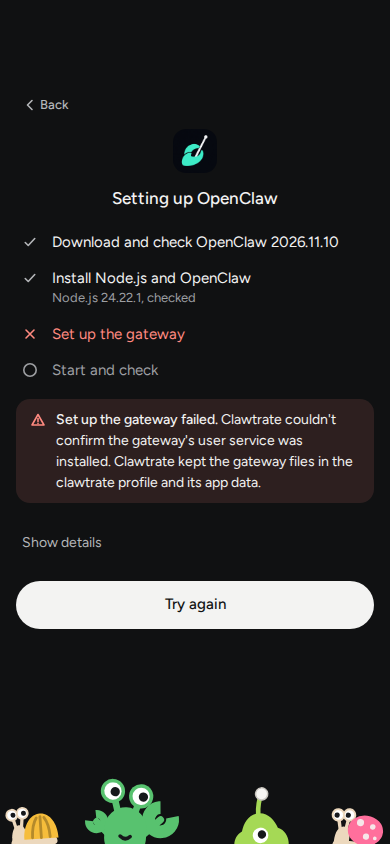 Back
Setting up OpenClaw
Download and check OpenClaw 2026.11.10
Install Node.js and OpenClaw
Node.js 24.22.1, checked
Set up the gateway
Start and check
Set up the gateway failed. Clawtrate couldn't
confirm the gateway's user service was
installed. Clawtrate kept the gateway files in the
clawtrate profile and its app data.
Show details
Try again